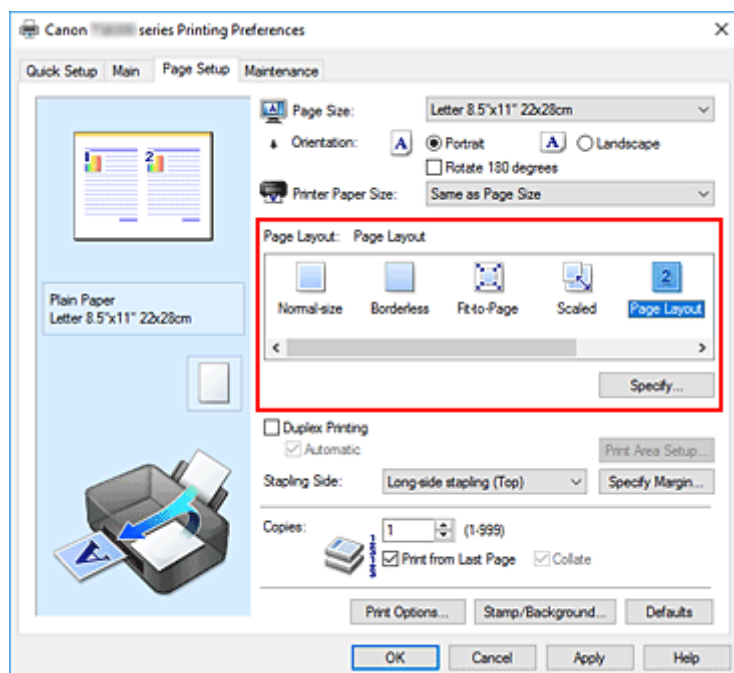 Canon series Printing Preferences
Quick Setup Main Page Setup Maintenance
1 2
Plain Paper
Letter 8.5"x11" 22x28cm
Page Size: Letter 8.5"x11" 22x28cm
Orientation: A Portrait A Landscape
Rotate 180 degrees
Printer Paper Size: Same as Page Size
Page Layout: Page Layout
2
Normal-size Borderless Fit-to-Page Scaled Page Layout
Specify...
Duplex Printing
Automatic Print Area Setup...
Stapling Side: Long-side stapling (Top) Specify Margin...
Copies: 1 (1-999)
Print from Last Page Collate
A
Print Options... Stamp/Background... Defaults
OK Cancel Apply Help